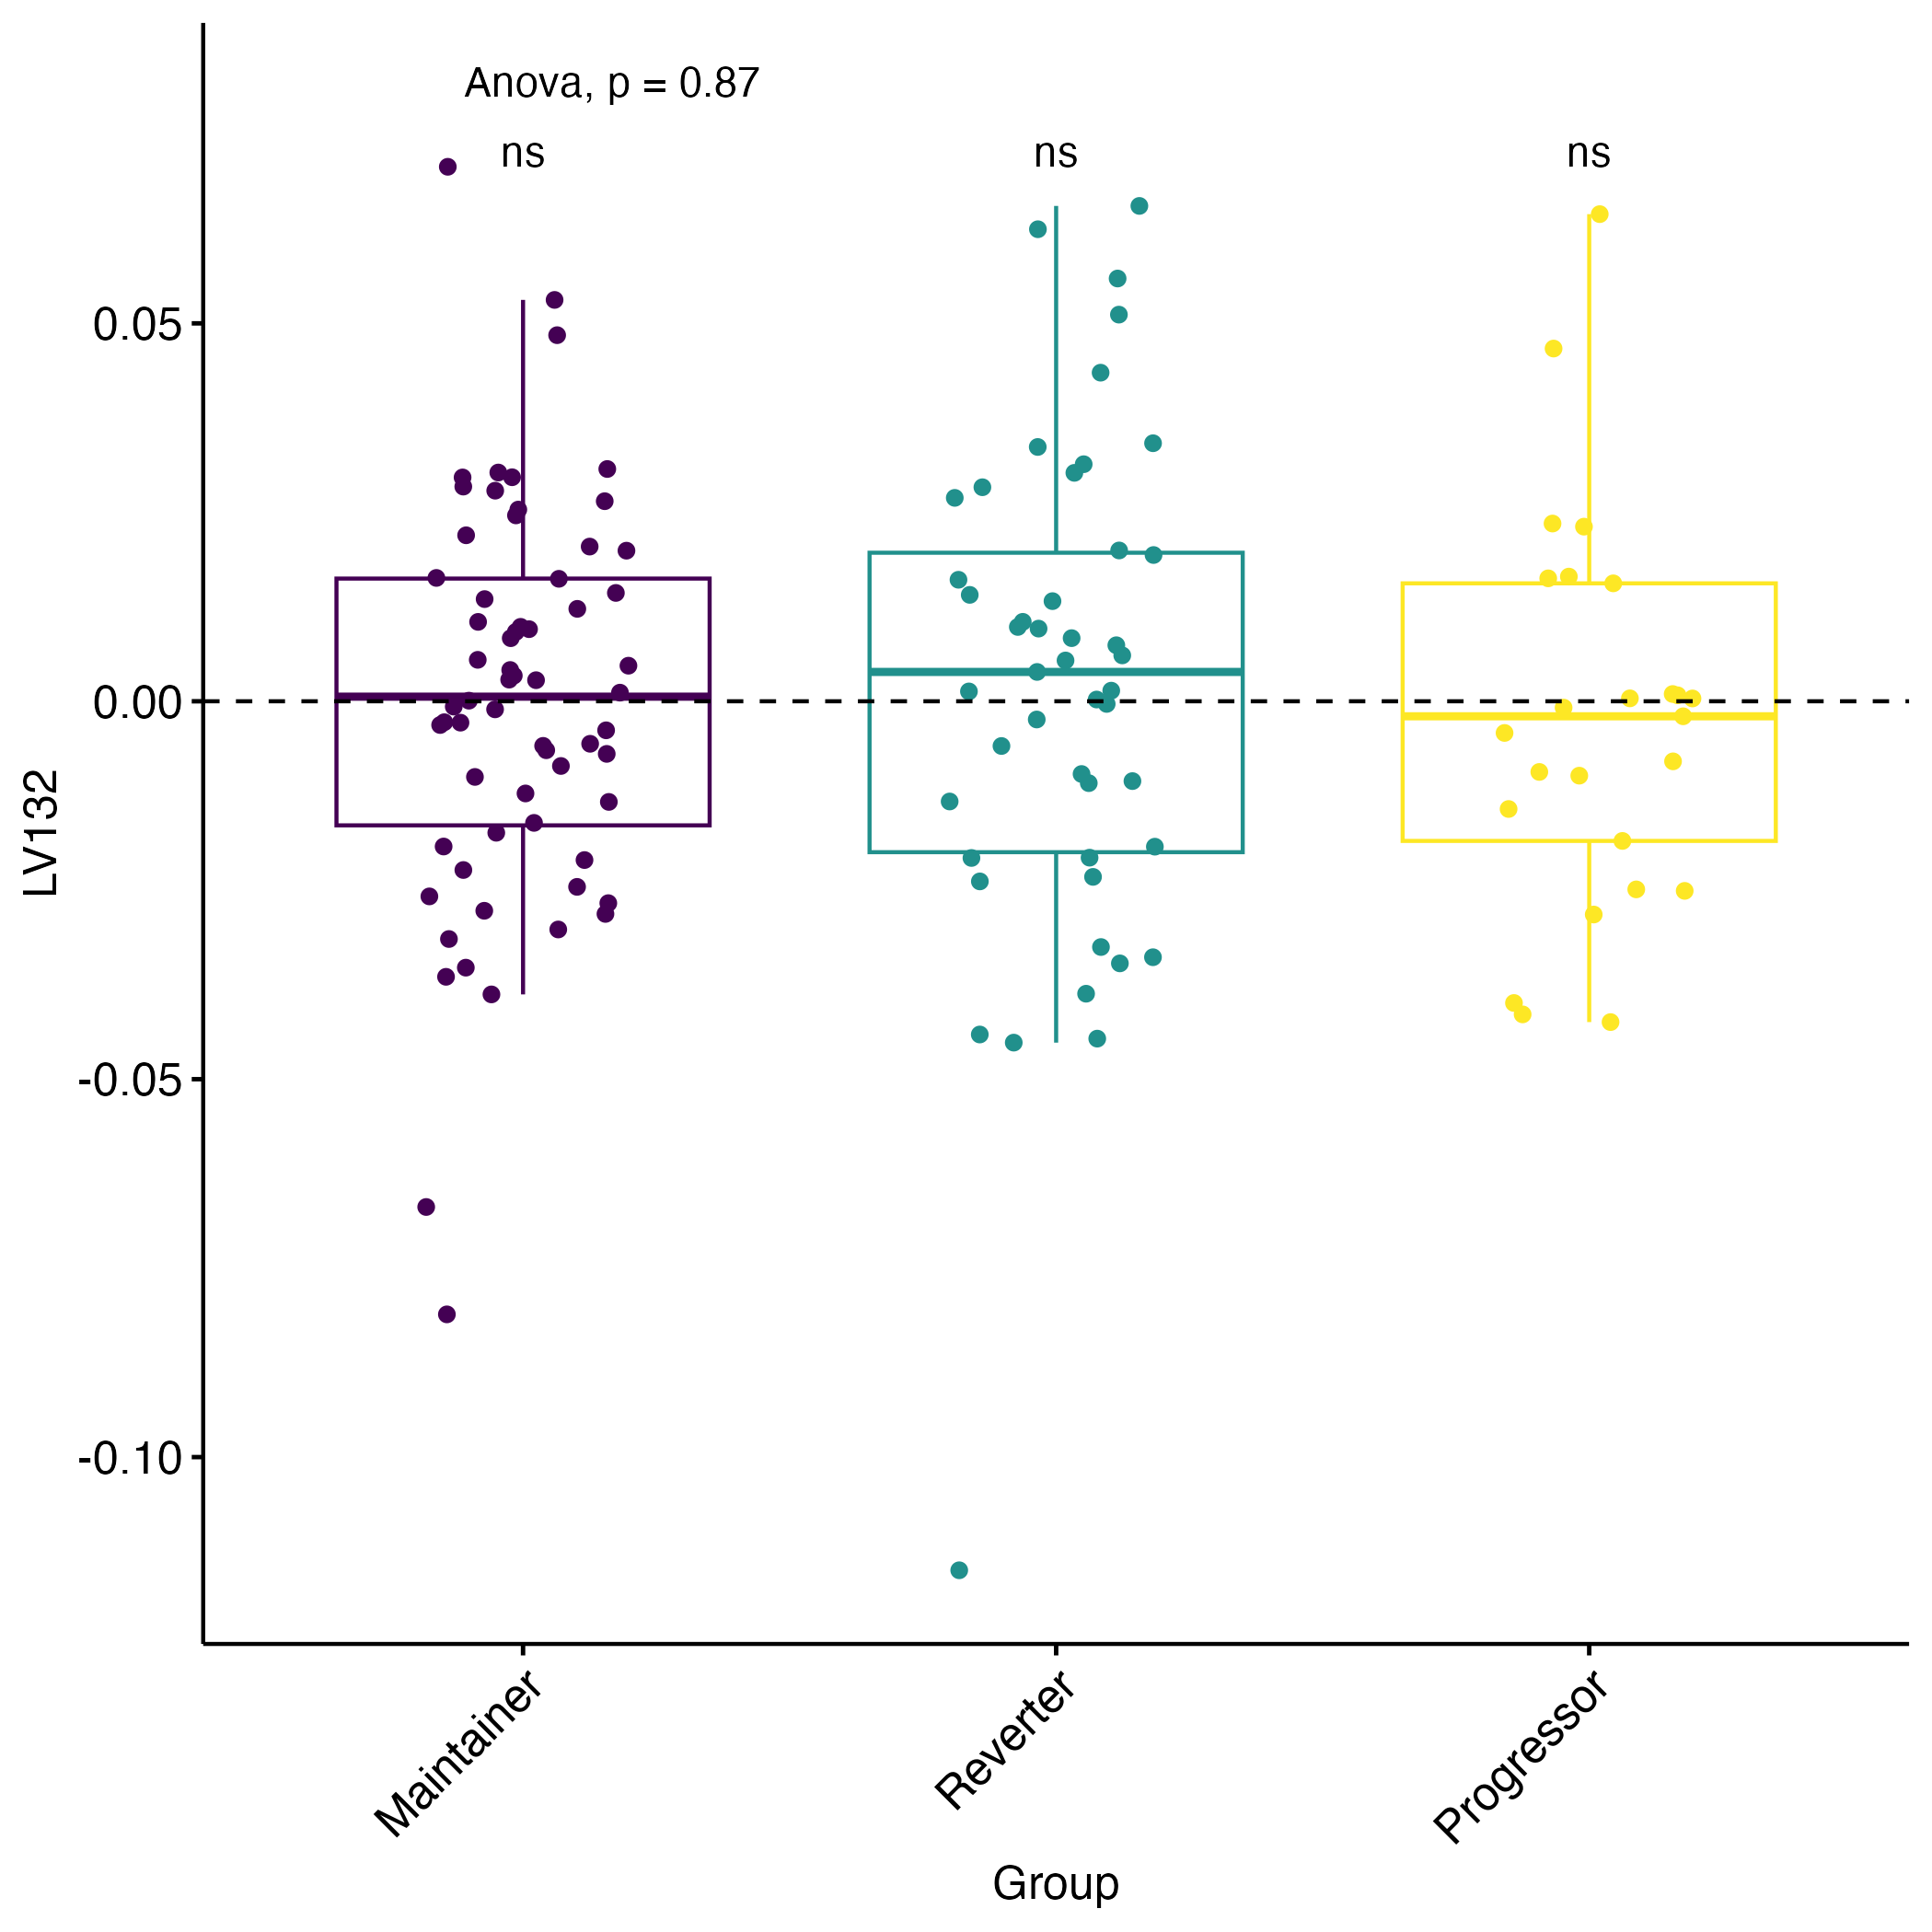 Anova, p = 0.87
ns ns ns
0.05
0.00
-0.05
-0.10
LV132
Maintainer Reverter Progressor
Group